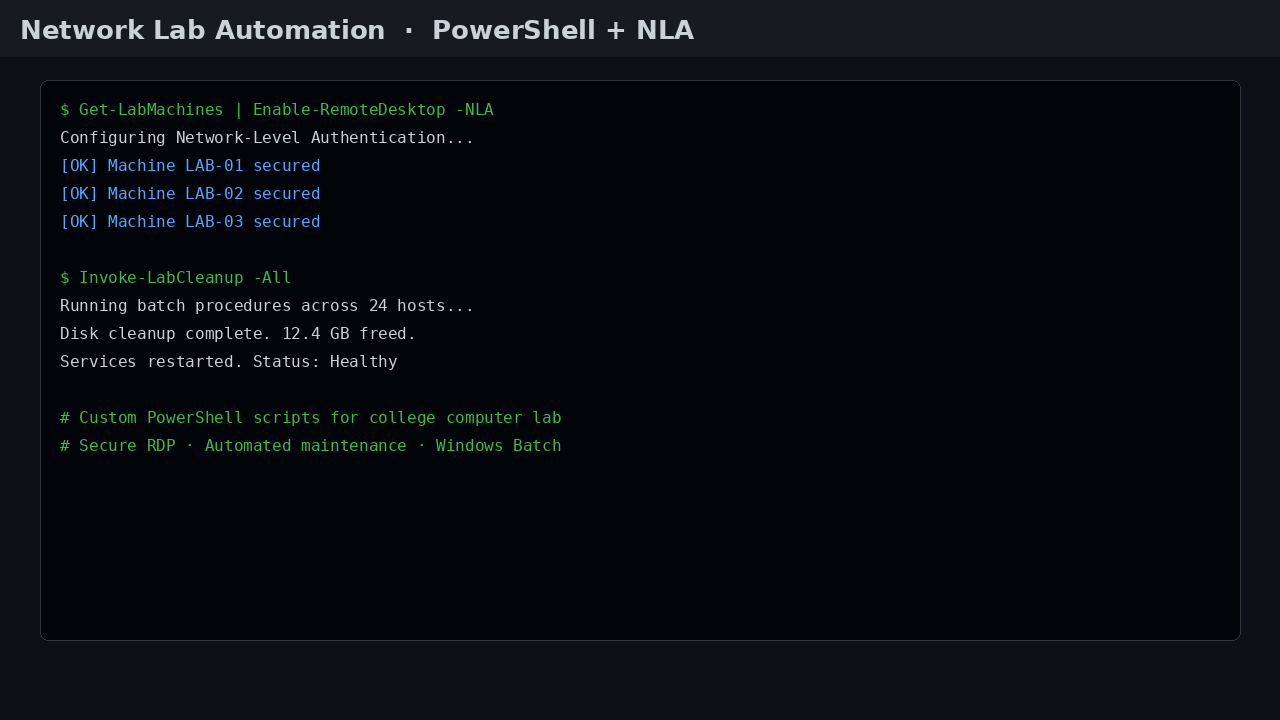 Network Lab Automation · PowerShell + NLA
$ Get-LabMachines | Enable-RemoteDesktop -NLA
Configuring Network-Level Authentication...
[OK] Machine LAB-01 secured
[OK] Machine LAB-02 secured
[OK] Machine LAB-03 secured
$ Invoke-LabCleanup -All
Running batch procedures across 24 hosts...
Disk cleanup complete. 12.4 GB freed.
Services restarted. Status: Healthy
# Custom PowerShell scripts for college computer lab
# Secure RDP · Automated maintenance · Windows Batch